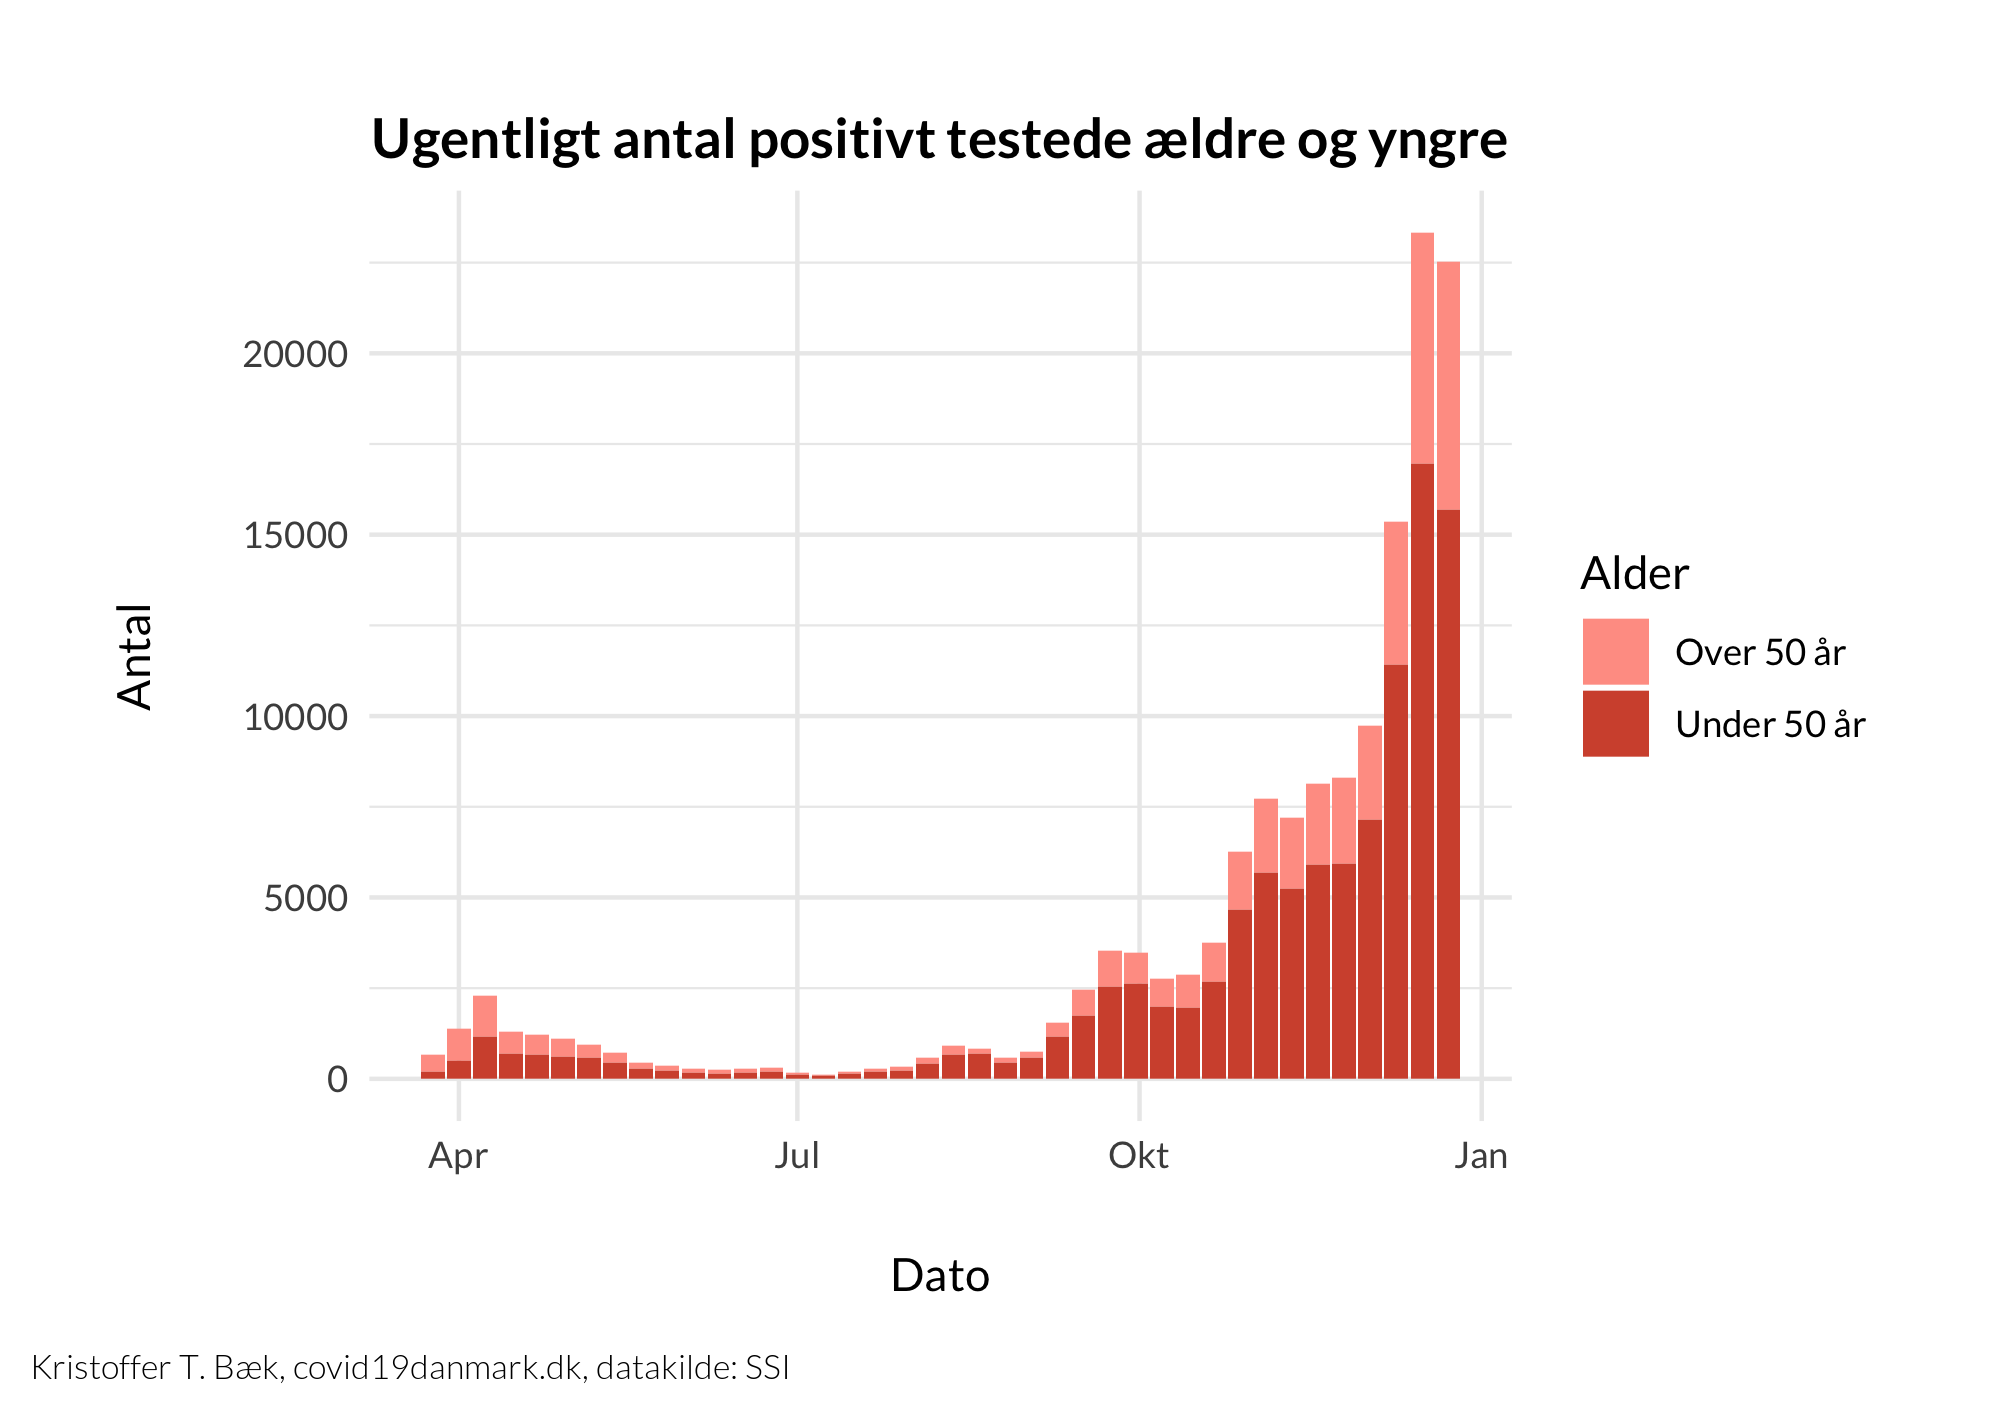 Ugentligt antal positivt testede ældre og yngre
Antal
20000
15000
10000
5000
0
Apr
Jul
Okt
Jan
Dato
Alder
Over 50 år
Under 50 år
Kristoffer T. Bæk, covid19danmark.dk, datakilde: SSI